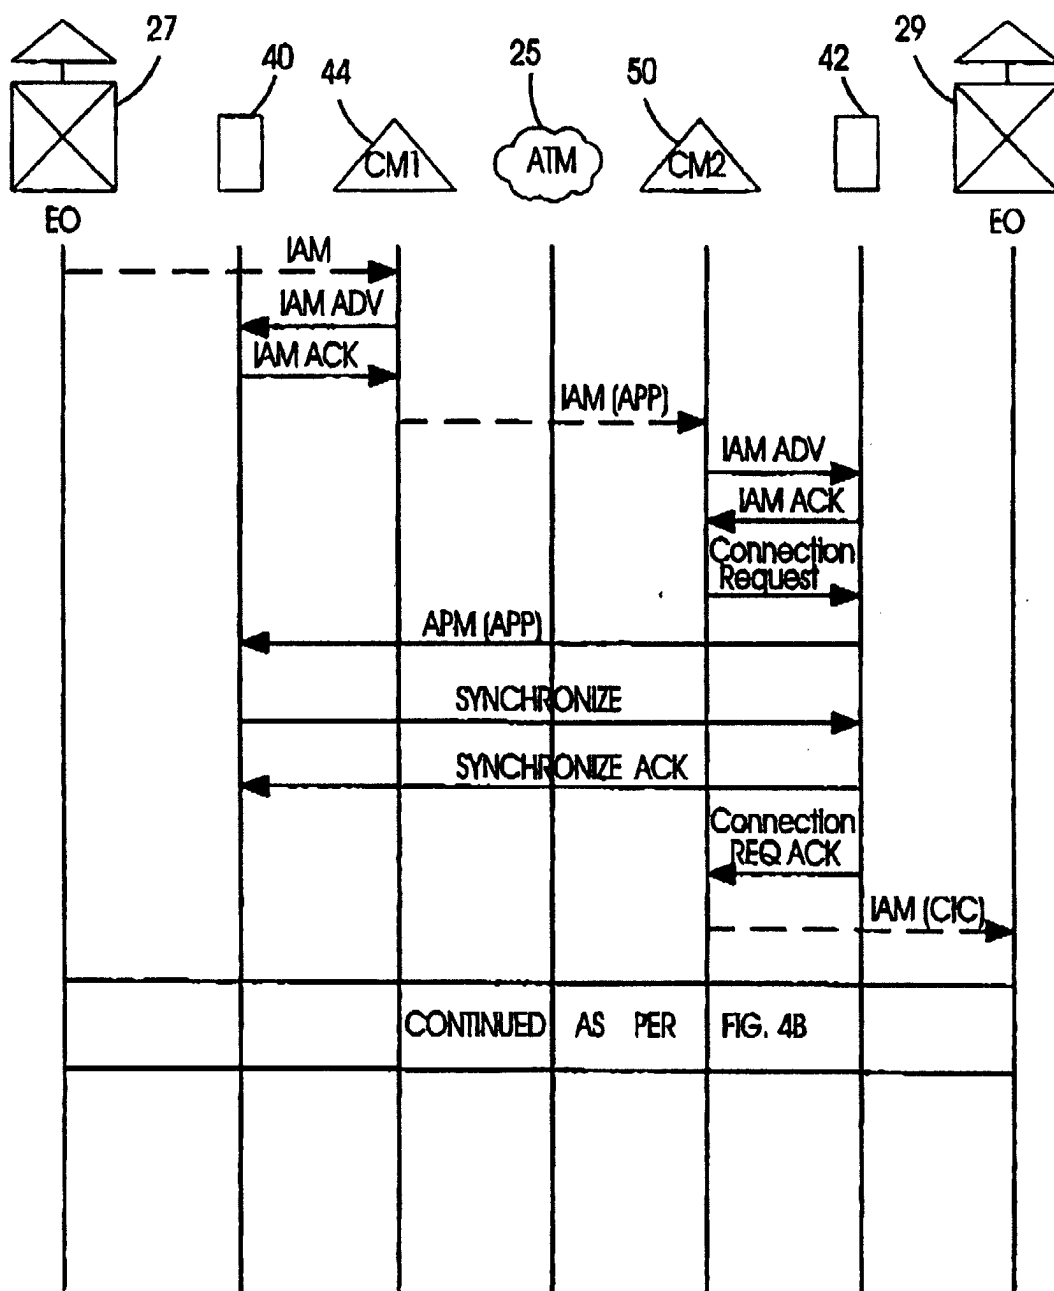 27
40
44
25
50
42
29
CM1
ATM
CM2
EO
EO
IAM
IAM ADV
IAM ACK
IAM (APP)
IAM ADV
IAM ACK
Connection
Request
APM (APP)
SYNCHRONIZE
SYNCHRONIZE ACK
Connection
REQ ACK
IAM (CIC)
CONTINUED AS PER FIG. 4B